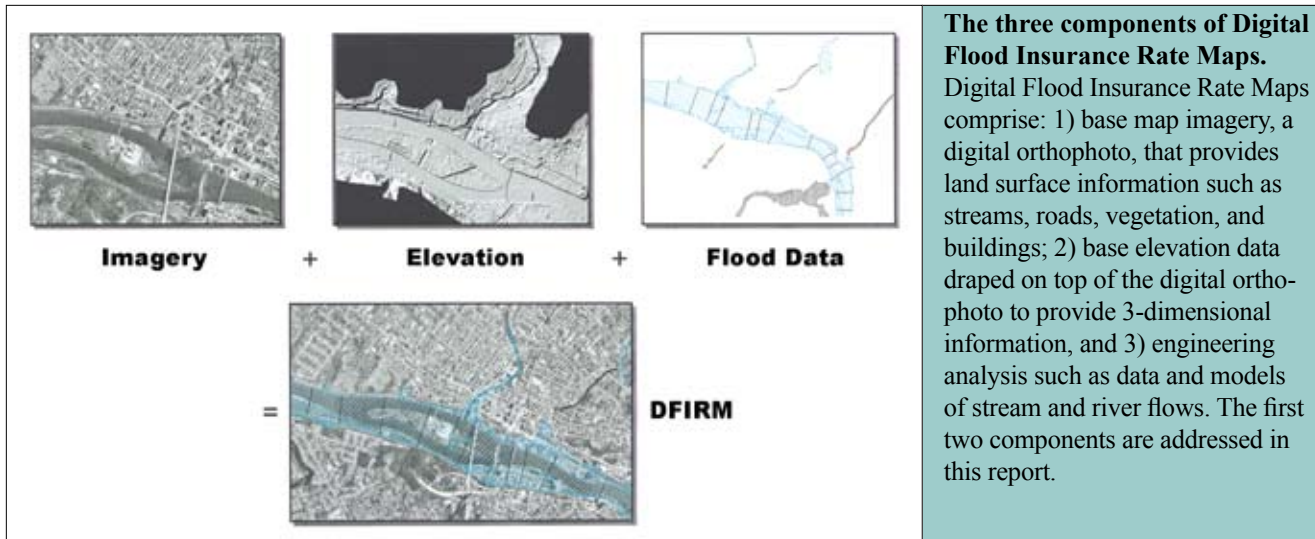 Imagery + Elevation + Flood Data
= DFIRM
The three components of Digital
Flood Insurance Rate Maps.
Digital Flood Insurance Rate Maps
comprise: 1) base map imagery, a
digital orthophoto, that provides
land surface information such as
streams, roads, vegetation, and
buildings; 2) base elevation data
draped on top of the digital ortho-
photo to provide 3-dimensional
information, and 3) engineering
analysis such as data and models
of stream and river flows. The first
two components are addressed in
this report.